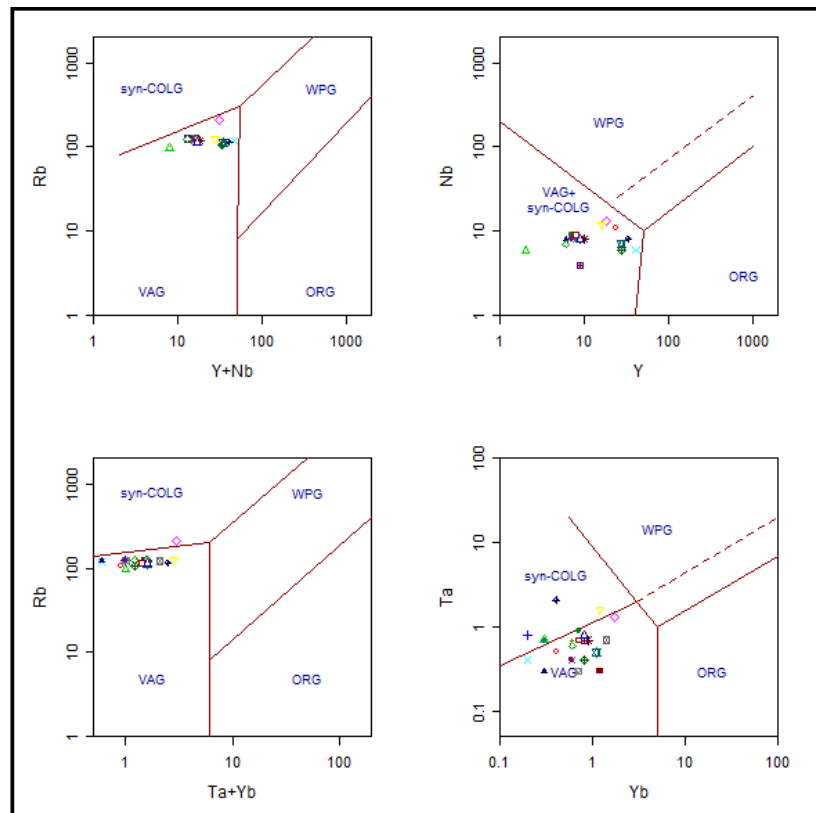 1000
100
10
1
Rb
syn-COLG
WPG
VAG
ORG
1 10 100 1000
Y+Nb
1000
100
10
1
Nb
WPG
VAG+
syn-COLG
ORG
1 10 100 1000
Y
1000
100
10
1
Rb
syn-COLG
WPG
VAG
ORG
1 10 100
Ta+Yb
100
10
1
0.1
Ta
WPG
syn-COLG
VAG
ORG
0.1 1 10 100
Yb